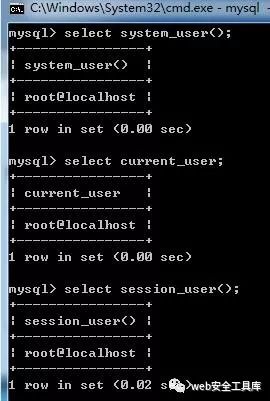 C:\Windows\System32\cmd.exe - mysql
mysql> select system_user();
+----------------+
| system_user()  |
+----------------+
| root@localhost |
+----------------+
1 row in set (0.00 sec)
mysql> select current_user;
+----------------+
| current_user   |
+----------------+
| root@localhost |
+----------------+
1 row in set (0.00 sec)
mysql> select session_user();
+----------------+
| session_user() |
+----------------+
| root@localhost |
+----------------+
1 row in set (0.02
web安全工具库